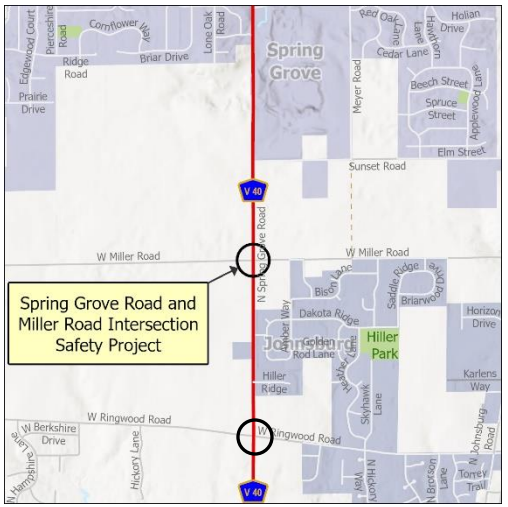 Edgewood Court
Pierceshire
Road
Cornflower Way
Lone Oak
Road
Briar Drive
Ridge
Road
Prairie
Drive
Spring
Grove
Red Oak
Lane
Cedar Lane
Hawthorn
Lane
Holian
Drive
Meyer Road
Beech Street
Spruce
Street
Applewood Lane
Elm Street
Sunset Road
V 40
N Spring Grove Road
W Miller Road
W Miller Road
Spring Grove Road and
Miller Road Intersection
Safety Project
Bison Lane
Saddle Ridge
Briarwood Drive
Amber Way
Dakota Ridge
Horizon
Drive
Johnsburg
Golden
Rod Lane
Heather Lane
Hiller
Park
Hiller
Ridge
Skyhawk
Lane
Karlens
Way
W Ringwood Road
W Ringwood Road
W Berkshire
Drive
N Hampshire Lane
Hickory Lane
N Hickory
Way
N Brorson
Lane
N Johnsburg
Road
Torrey
Trail
V 40